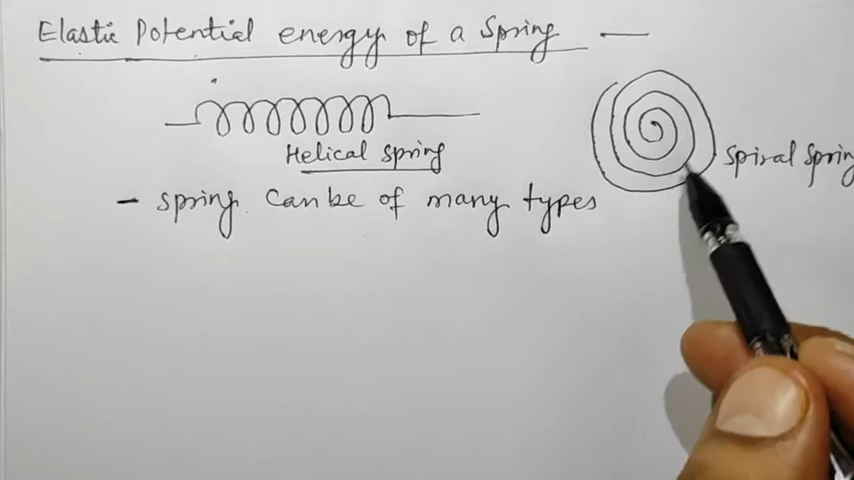 Elastic Potential energy of a Spring
Helical spring
Spiral Spring
- spring can be of many types